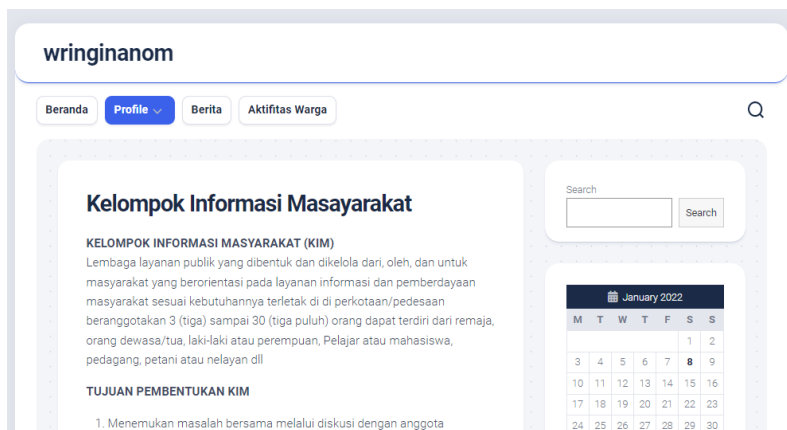 wringinanom
Beranda Profile Berita Aktifitas Warga
Kelompok Informasi Masayarakat
KELOMPOK INFORMASI MASYARAKAT (KIM)
Lembaga layanan publik yang dibentuk dan dikelola dari, oleh, dan untuk
masyarakat yang berorientasi pada layanan informasi dan pemberdayaan
masyarakat sesuai kebutuhannya terletak di di perkotaan/pedesaan
beranggotakan 3 (tiga) sampai 30 (tiga puluh) orang dapat terdiri dari remaja,
orang dewasa/tua, laki-laki atau perempuan, Pelajar atau mahasiswa,
pedagang, petani atau nelayan dll
TUJUAN PEMBENTUKAN KIM
1. Menemukan masalah bersama melalui diskusi dengan anggota
Search
Search
January 2022
M T W T F S S
1 2
3 4 5 6 7 8 9
10 11 12 13 14 15 16
17 18 19 20 21 22 23
24 25 26 27 28 29 30